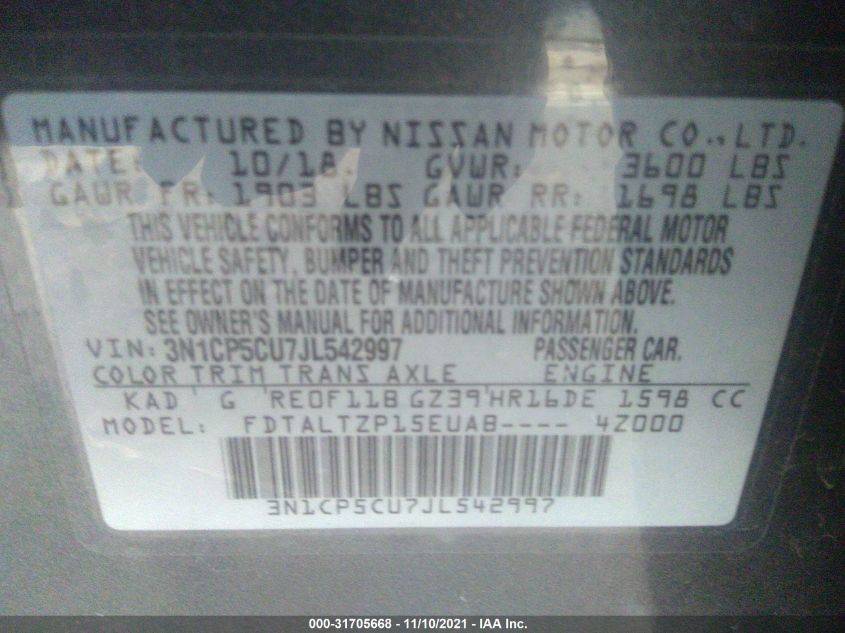 MANUFACTURED BY NISSAN MOTOR CO., LTD.
DATE: 10/18 GVWR: 3600 LBS
GAWR FR: 1903 LBS GAWR RR: 1698 LBS
THIS VEHICLE CONFORMS TO ALL APPLICABLE FEDERAL MOTOR
VEHICLE SAFETY, BUMPER AND THEFT PREVENTION STANDARDS
IN EFFECT ON THE DATE OF MANUFACTURE SHOWN ABOVE.
SEE OWNER'S MANUAL FOR ADDITIONAL INFORMATION.
VIN: 3N1CP5CU7JL542997 PASSENGER CAR.
COLOR TRIM TRANS AXLE ENGINE
KAD G RE0F11B GZ39 HR16DE 1598 CC
MODEL: FDTALTZP15EUAB---- 4Z000
3N1CP5CU7JL542997
000-31705668 - 11/10/2021 - IAA Inc.